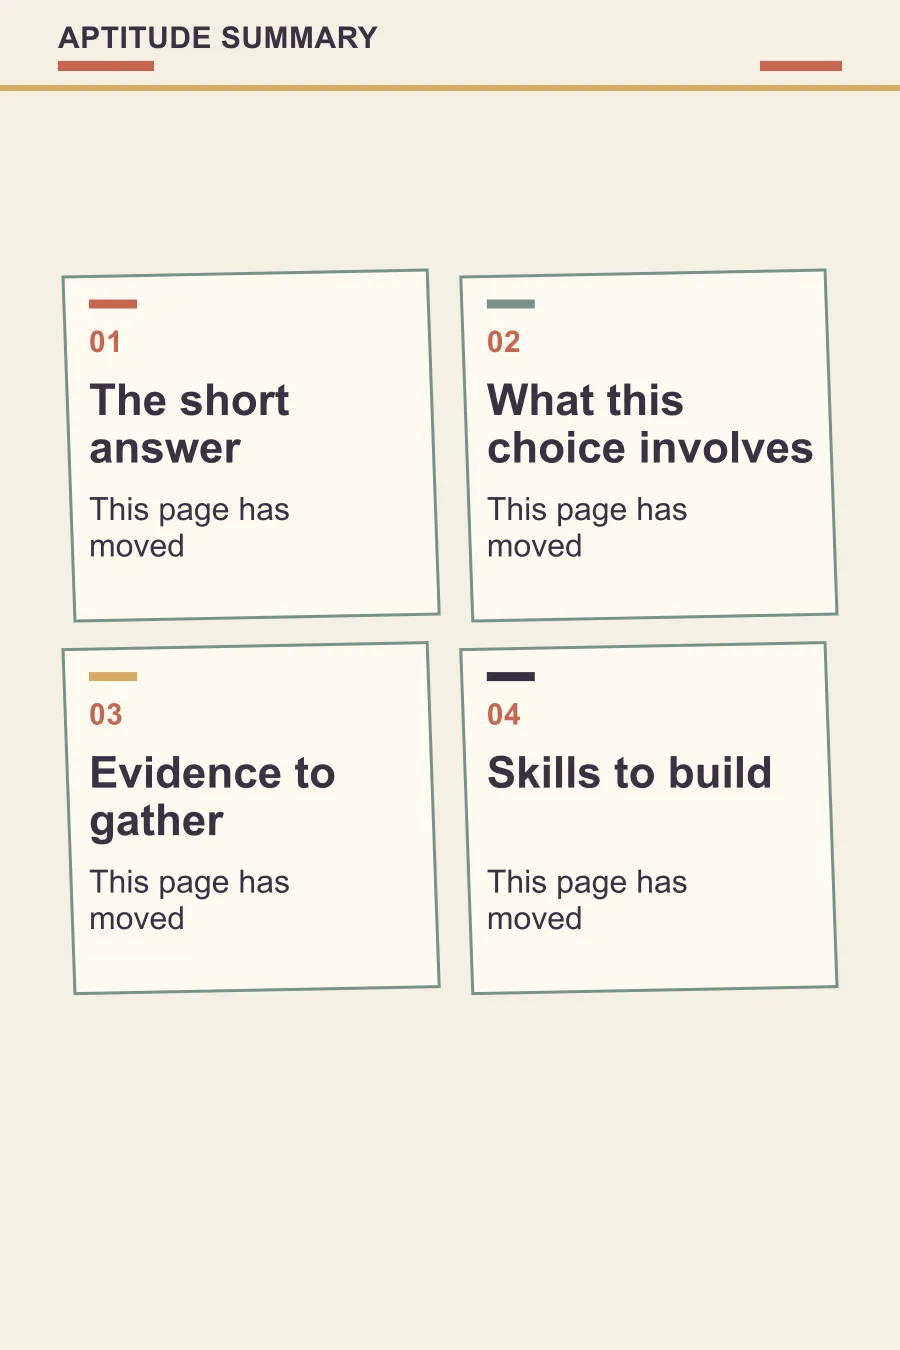 APTITUDE SUMMARY
01
The short
answer
This page has
moved
02
What this
choice involves
This page has
moved
03
Evidence to
gather
This page has
moved
04
Skills to build
This page has
moved